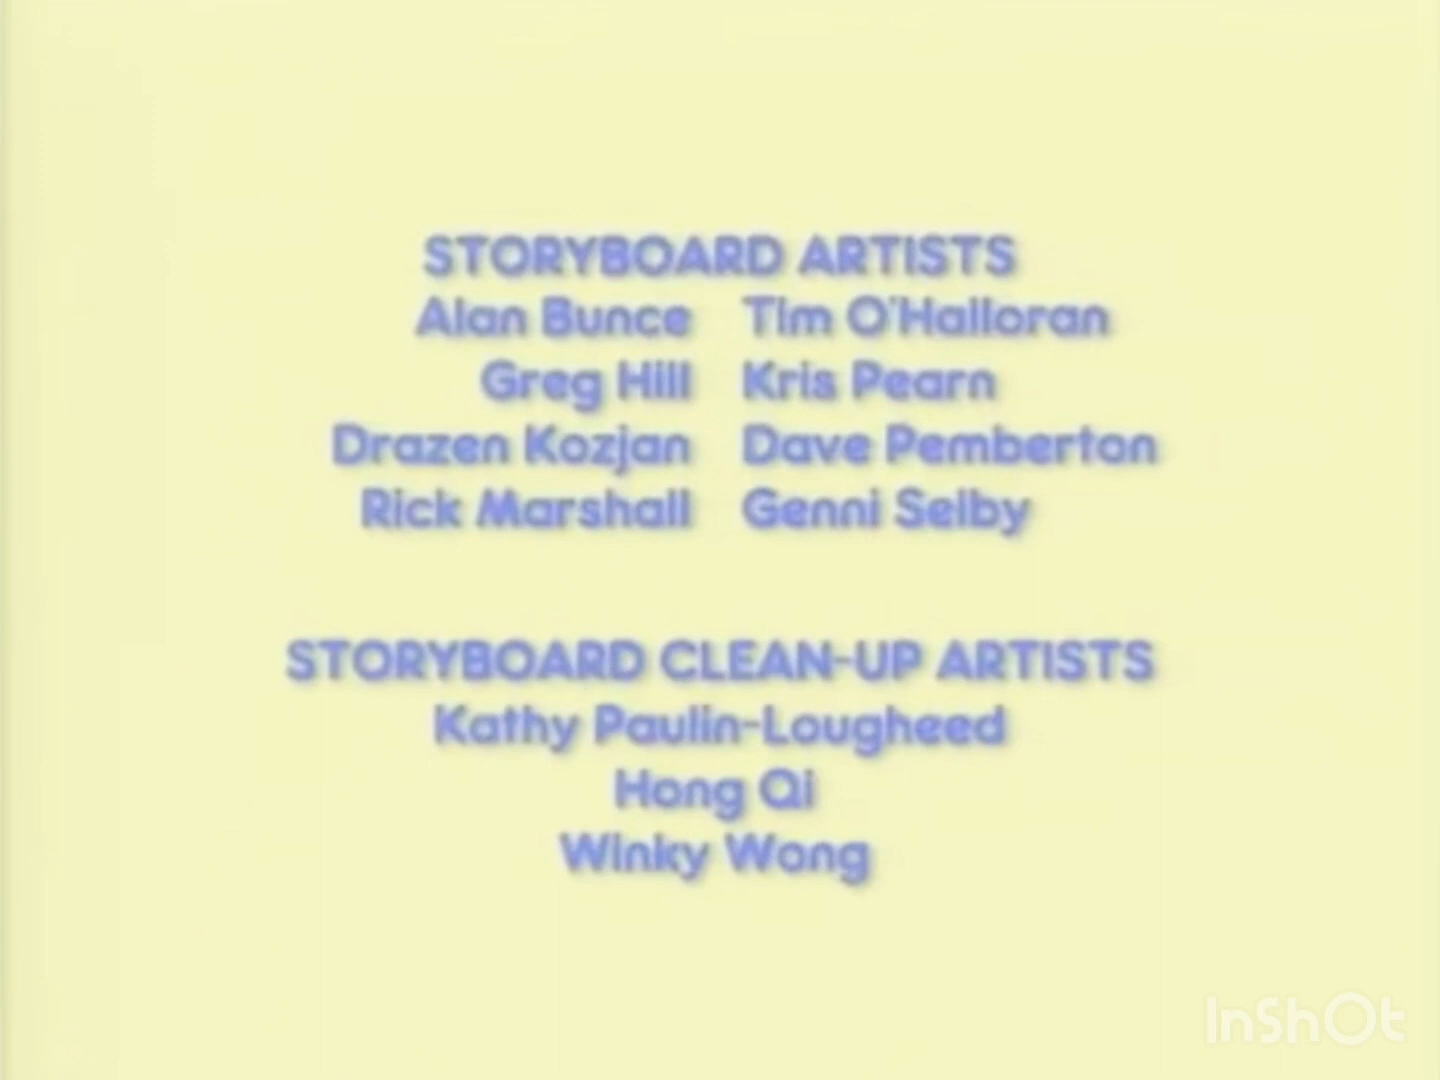 STORYBOARD ARTISTS
Alan Bunce Tim O'Halloran
Greg Hill Kris Pearn
Drazen Kozjan Dave Pemberton
Rick Marshall Genni Selby
STORYBOARD CLEAN-UP ARTISTS
Kathy Paulin-Lougheed
Hong Qi
Winky Wong
InShOt